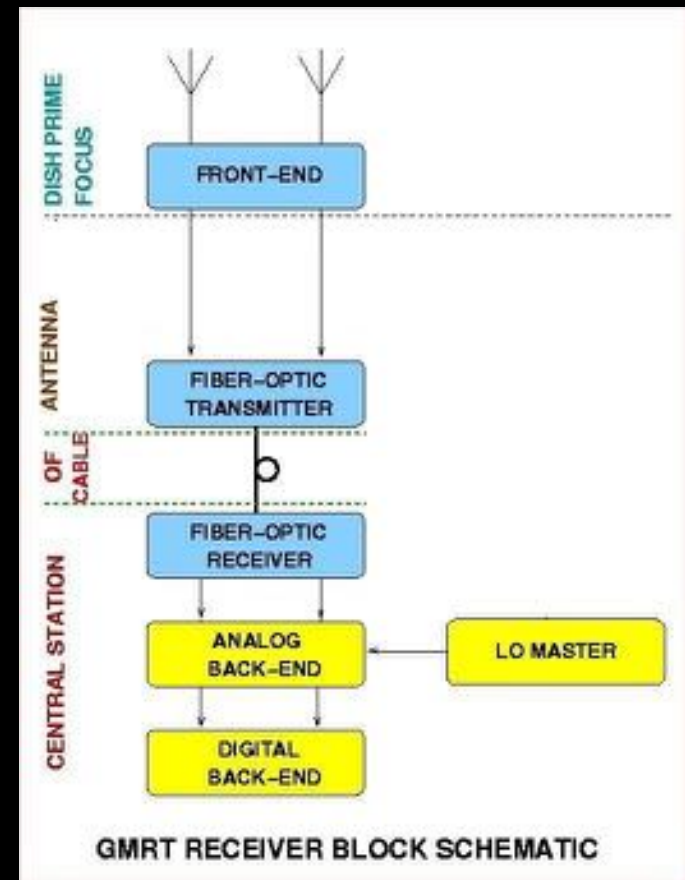 DISH PRIME
FOCUS
FRONT-END
ANTENNA
FIBER-OPTIC
TRANSMITTER
OF
CABLE
FIBER-OPTIC
RECEIVER
CENTRAL STATION
ANALOG
BACK-END
LO MASTER
DIGITAL
BACK-END
GMRT RECEIVER BLOCK SCHEMATIC